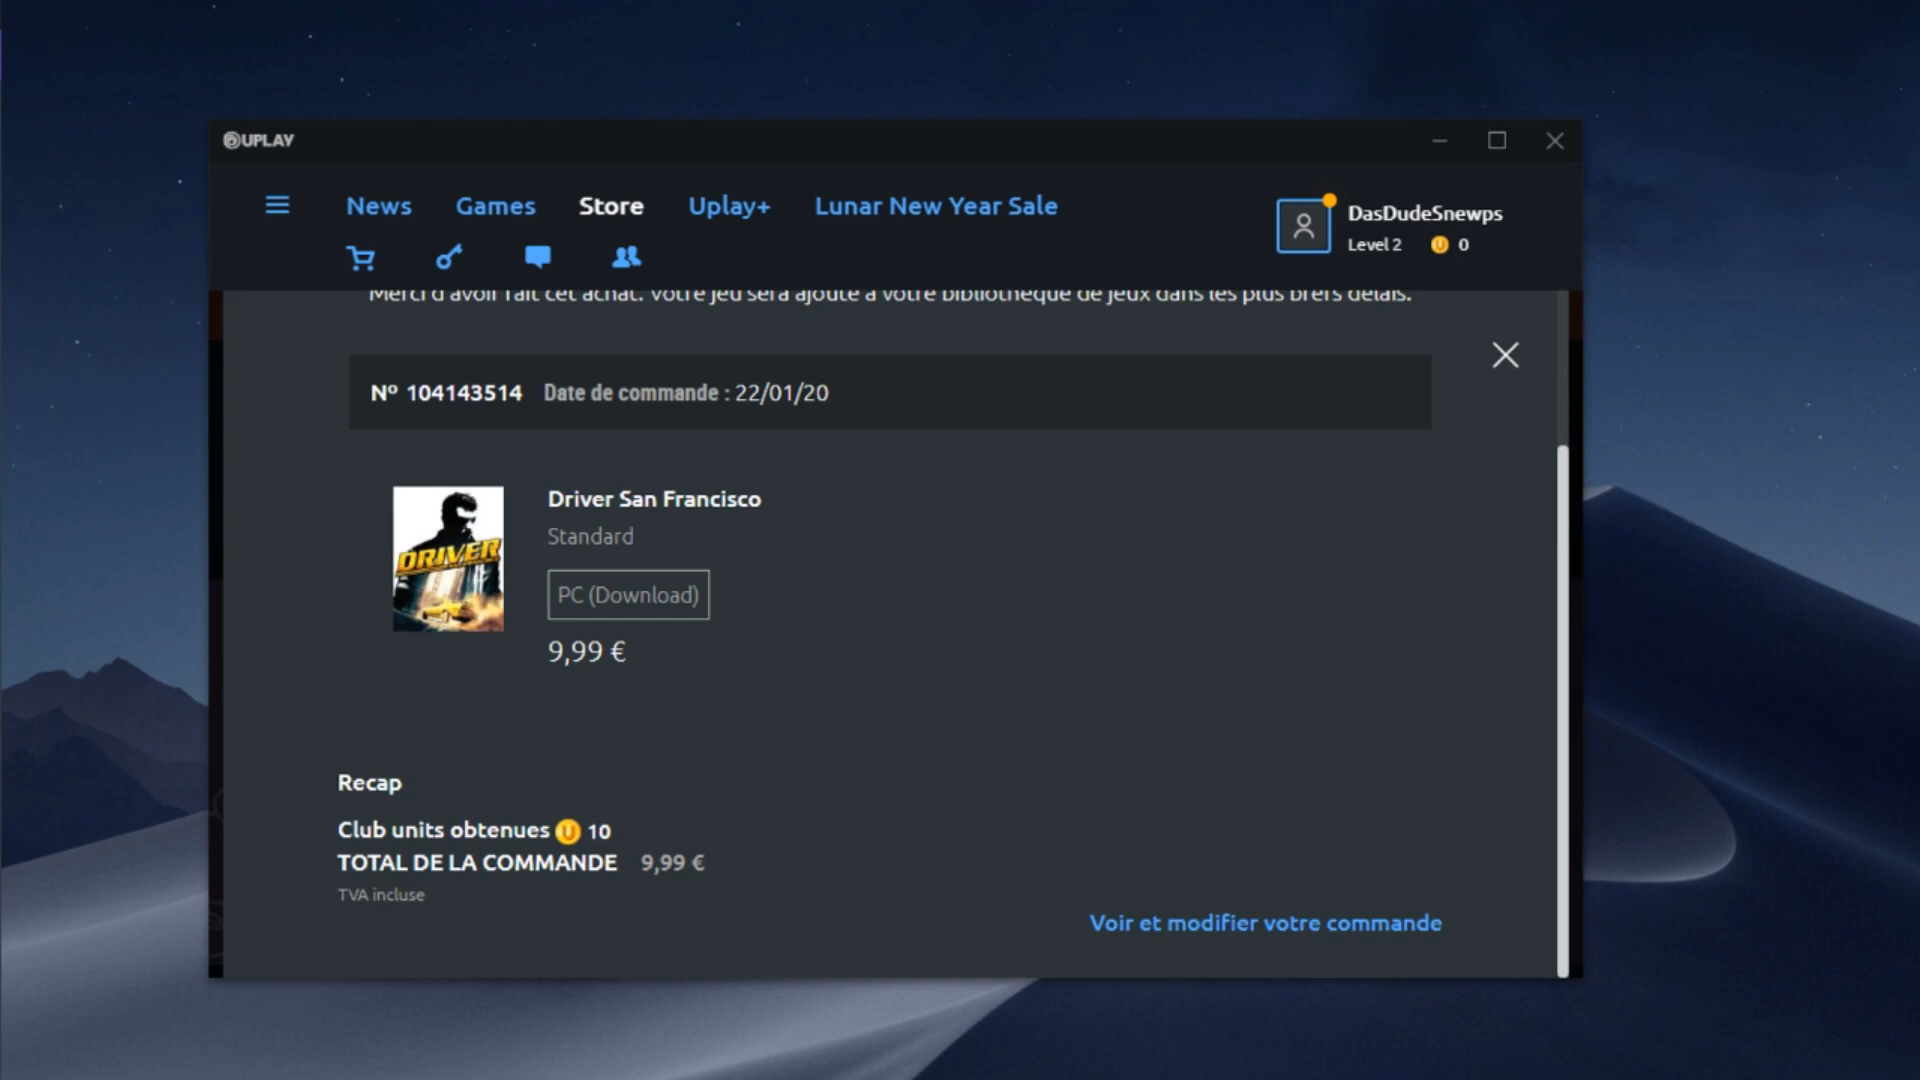 UPLAY
News Games Store Uplay+ Lunar New Year Sale
DasDudeSnewps
Level 2 0
Merci d'avoir fait cet achat. Votre jeu sera ajouté à votre bibliothèque de jeux dans les plus brefs délais.
Nº 104143514 Date de commande : 22/01/20
DRIVER
Driver San Francisco
Standard
PC (Download)
9,99 €
Recap
Club units obtenues 10
TOTAL DE LA COMMANDE 9,99 €
TVA incluse
Voir et modifier votre commande